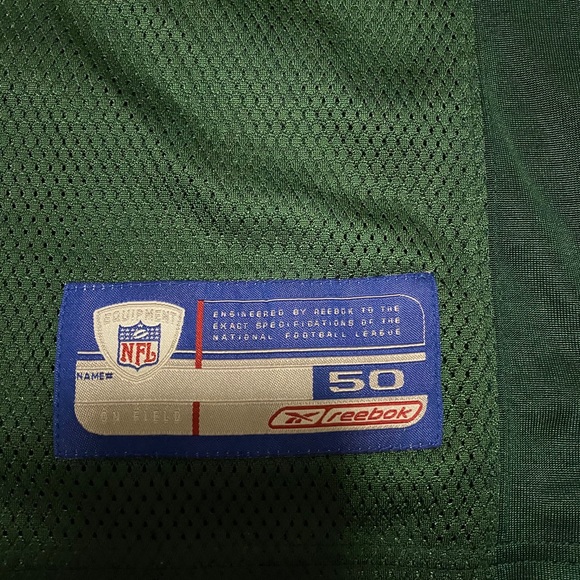 EQUIPMENT
NFL
ENGINEERED BY REEBOK TO THE
EXACT SPECIFICATIONS OF THE
NATIONAL FOOTBALL LEAGUE
NAME#
50
ON FIELD
Reebok